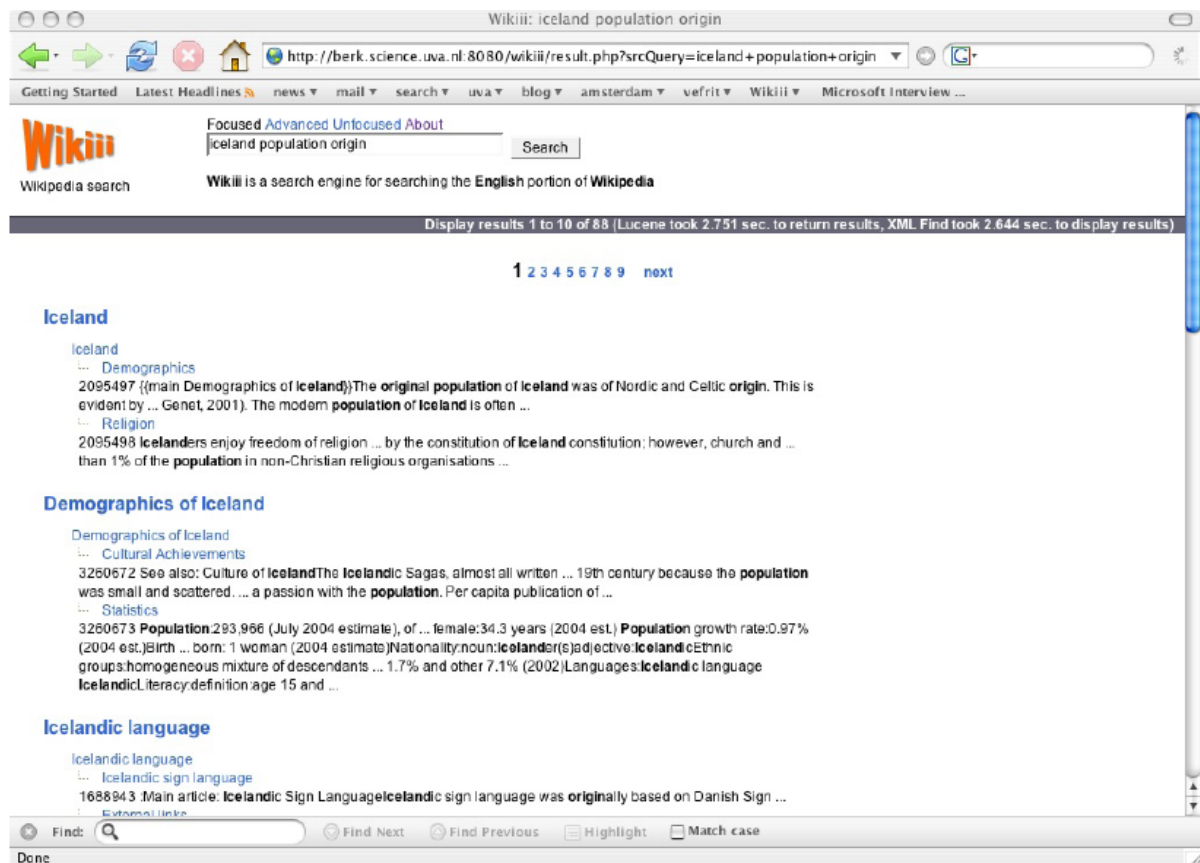 Wikiii: iceland population origin
http://berk.science.uva.nl:8080/wikiii/result.php?srcQuery=iceland+population+origin
Getting Started Latest Headlines news mail search uva blog amsterdam vefrit Wikiii Microsoft Interview ...
Wikiii
Wikipedia search
Focused Advanced Unfocused About
iceland population origin Search
Wikiii is a search engine for searching the English portion of Wikipedia
Display results 1 to 10 of 88 (Lucene took 2.751 sec. to return results, XML Find took 2.644 sec. to display results)
1 2 3 4 5 6 7 8 9 next
Iceland
Iceland
Demographics
2095497 {{main Demographics of Iceland}}The original population of Iceland was of Nordic and Celtic origin. This is
evident by ... Genet, 2001). The modern population of Iceland is often ...
Religion
2095498 Icelanders enjoy freedom of religion ... by the constitution of Iceland constitution; however, church and ...
than 1% of the population in non-Christian religious organisations ...
Demographics of Iceland
Demographics of Iceland
Cultural Achievements
3260672 See also: Culture of IcelandThe Icelandic Sagas, almost all written ... 19th century because the population
was small and scattered. ... a passion with the population. Per capita publication of ...
Statistics
3260673 Population:293,966 (July 2004 estimate), of ... female:34.3 years (2004 est.) Population growth rate:0.97%
(2004 est.)Birth ... born: 1 woman (2004 estimate)Nationality:noun:Icelander(s)adjective:IcelandicEthnic
groups:homogeneous mixture of descendants ... 1.7% and other 7.1% (2002)Languages:Icelandic language
IcelandicLiteracy:definition:age 15 and ...
Icelandic language
Icelandic language
Icelandic sign language
1688943 :Main article: Icelandic Sign LanguageIcelandic sign language was originally based on Danish Sign ...
External links
Find: Find Next Find Previous Highlight Match case
Done